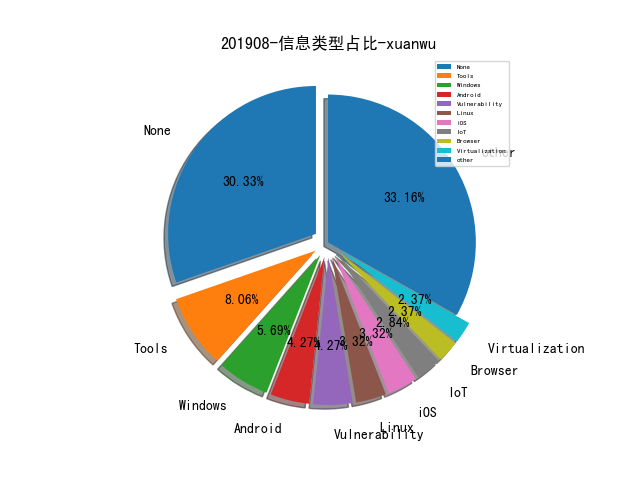 201908-信息类型占比-xuanwu
None
Tools
Windows
Android
Vulnerability
Linux
iOS
IoT
Browser
Virtualization
other
None
other
30.33%
33.16%
8.06%
5.69%
4.27%
4.27%
3.32%
3.32%
2.84%
2.37%
2.37%
Tools
Windows
Android
Vulnerability
Linux
iOS
IoT
Browser
Virtualization